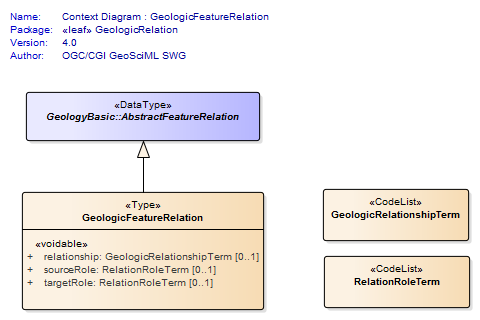 Name: Context Diagram : GeologicFeatureRelation
Package: «leaf» GeologicRelation
Version: 4.0
Author: OGC/CGI GeoSciML SWG
«DataType»
GeologyBasic::AbstractFeatureRelation
«Type»
GeologicFeatureRelation
«voidable»
+ relationship: GeologicRelationshipTerm [0..1]
+ sourceRole: RelationRoleTerm [0..1]
+ targetRole: RelationRoleTerm [0..1]
«CodeList»
GeologicRelationshipTerm
«CodeList»
RelationRoleTerm